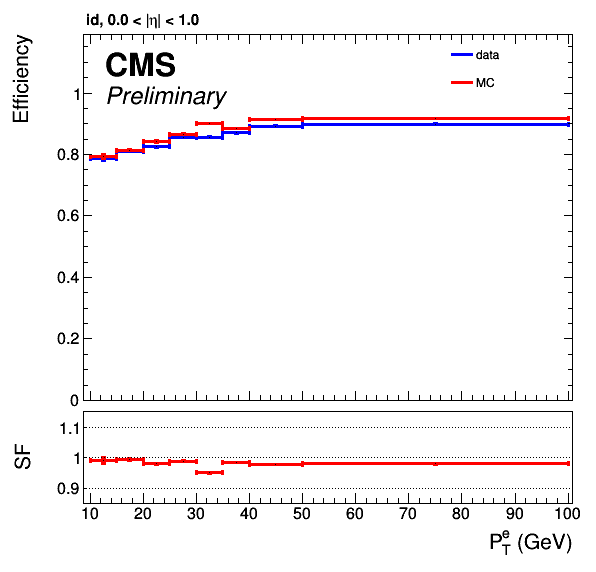 id, 0.0 < |η| < 1.0
CMS
Preliminary
data
MC
Efficiency
1
0.8
0.6
0.4
0.2
0
SF
1.1
1
0.9
10 20 30 40 50 60 70 80 90 100
P_T^e (GeV)